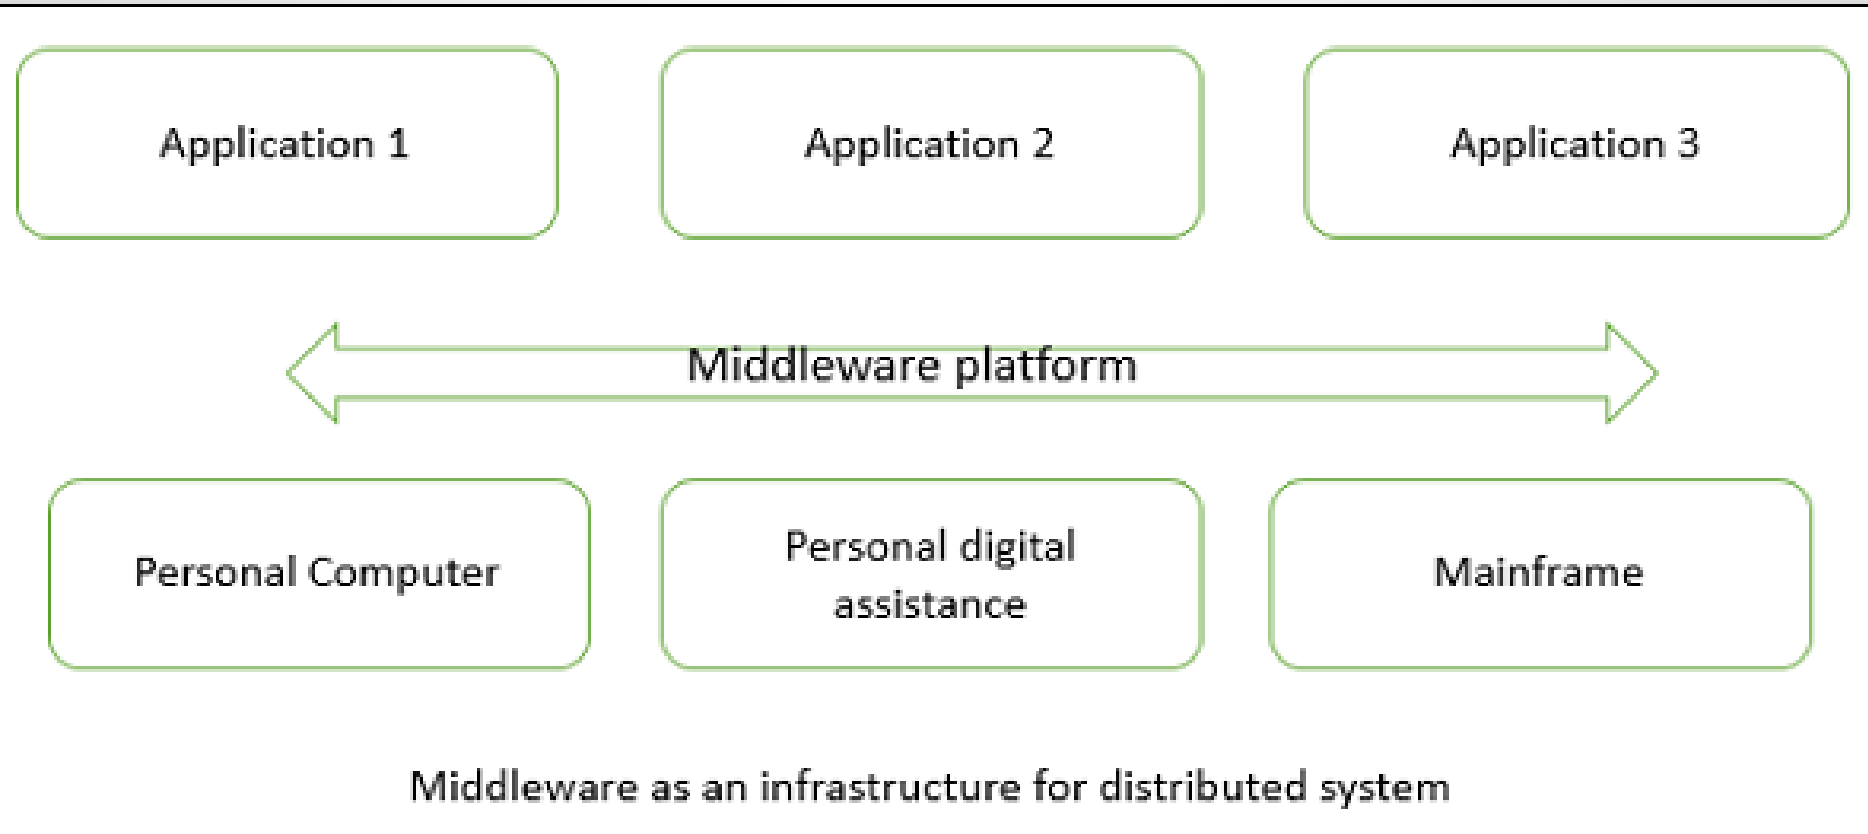 Application 1
Application 2
Application 3
Middleware platform
Personal Computer
Personal digital
assistance
Mainframe
Middleware as an infrastructure for distributed system